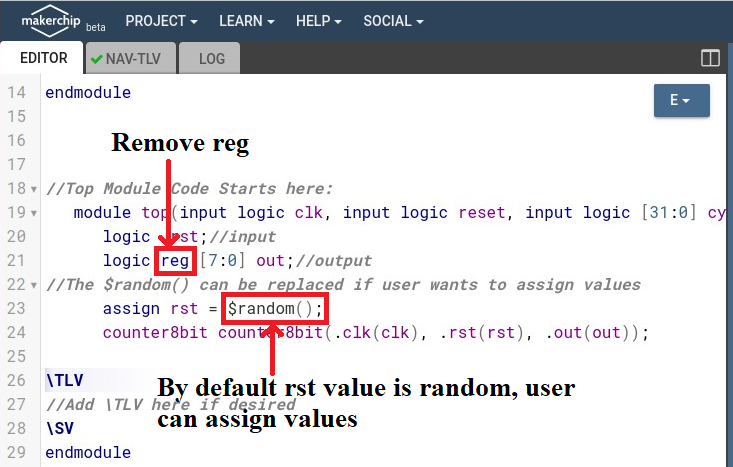 makerchip beta PROJECT LEARN HELP SOCIAL
EDITOR NAV-TLV LOG
14 endmodule
E
15
16
Remove reg
17
18 //Top Module Code Starts here:
19 module top(input logic clk, input logic reset, input logic [31:0] cy
20 logic rst;//input
21 logic reg [7:0] out;//output
22 //The $random() can be replaced if user wants to assign values
23 assign rst = $random();
24 counter8bit counter8bit(.clk(clk), .rst(rst), .out(out));
25
26 \TLV
By default rst value is random, user
27 //Add \TLV here if desired
can assign values
28 \SV
29 endmodule